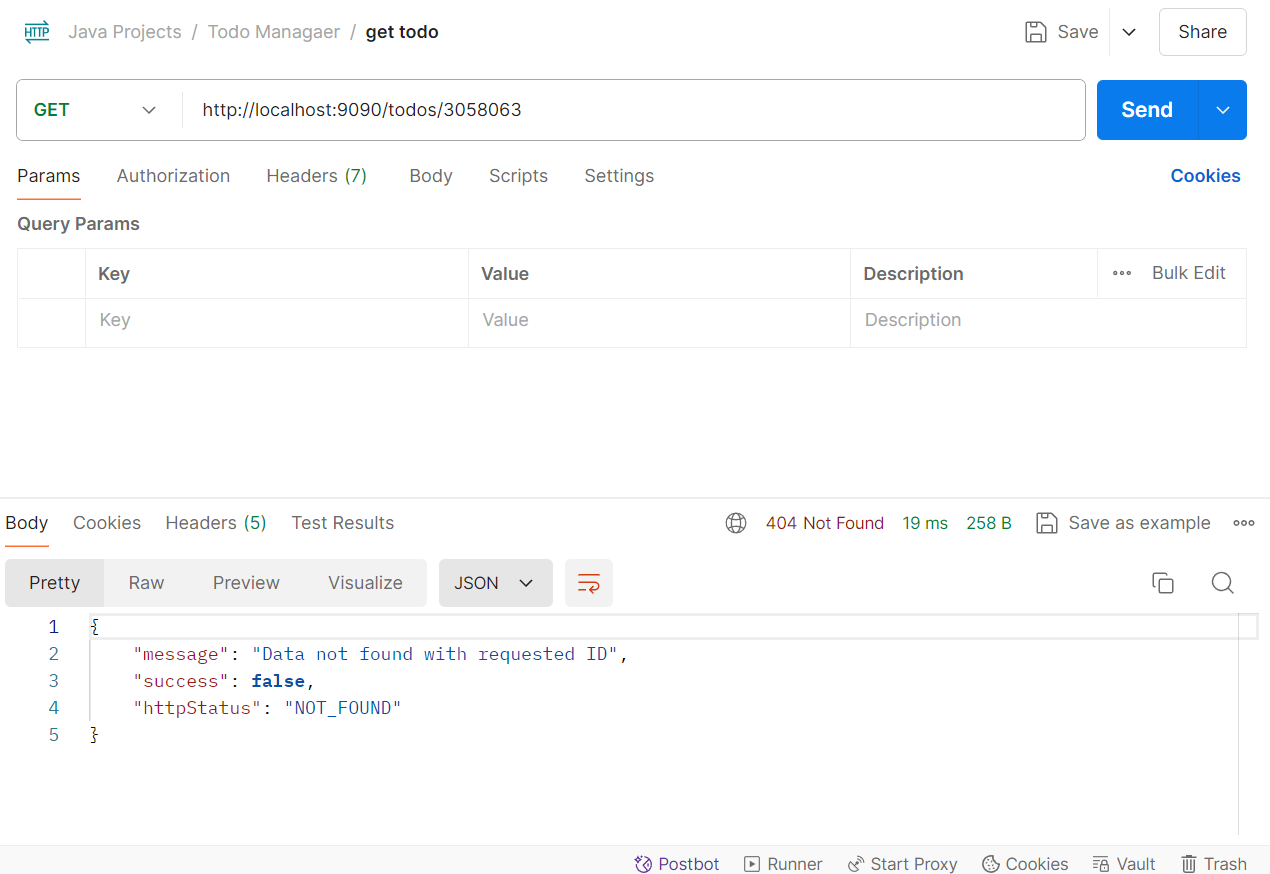 HTTP Java Projects / Todo Managaer / get todo Save Share
GET http://localhost:9090/todos/3058063 Send
Params Authorization Headers (7) Body Scripts Settings Cookies
Query Params
Key Value Description Bulk Edit
Key Value Description
Body Cookies Headers (5) Test Results 404 Not Found 19 ms 258 B Save as example
Pretty Raw Preview Visualize JSON
1 {
2 "message": "Data not found with requested ID",
3 "success": false,
4 "httpStatus": "NOT_FOUND"
5 }
Postbot Runner Start Proxy Cookies Vault Trash